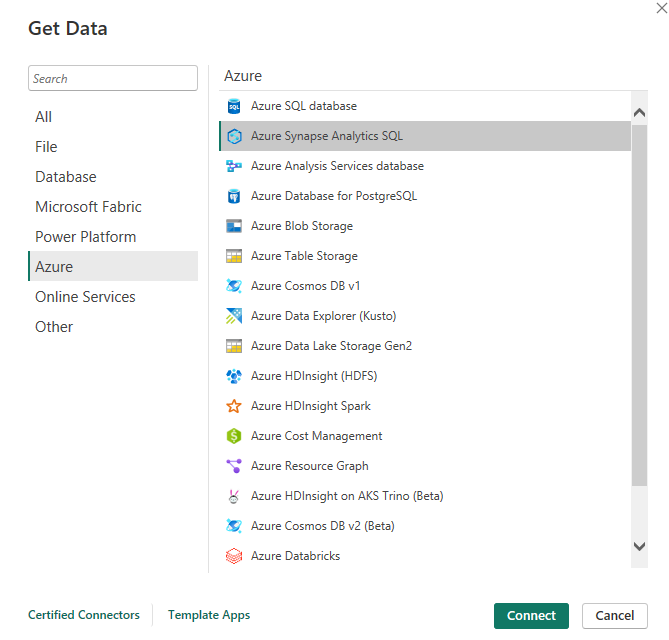 Get Data
Search
All
File
Database
Microsoft Fabric
Power Platform
Azure
Online Services
Other
Azure
Azure SQL database
Azure Synapse Analytics SQL
Azure Analysis Services database
Azure Database for PostgreSQL
Azure Blob Storage
Azure Table Storage
Azure Cosmos DB v1
Azure Data Explorer (Kusto)
Azure Data Lake Storage Gen2
Azure HDInsight (HDFS)
Azure HDInsight Spark
Azure Cost Management
Azure Resource Graph
Azure HDInsight on AKS Trino (Beta)
Azure Cosmos DB v2 (Beta)
Azure Databricks
Certified Connectors
Template Apps
Connect
Cancel